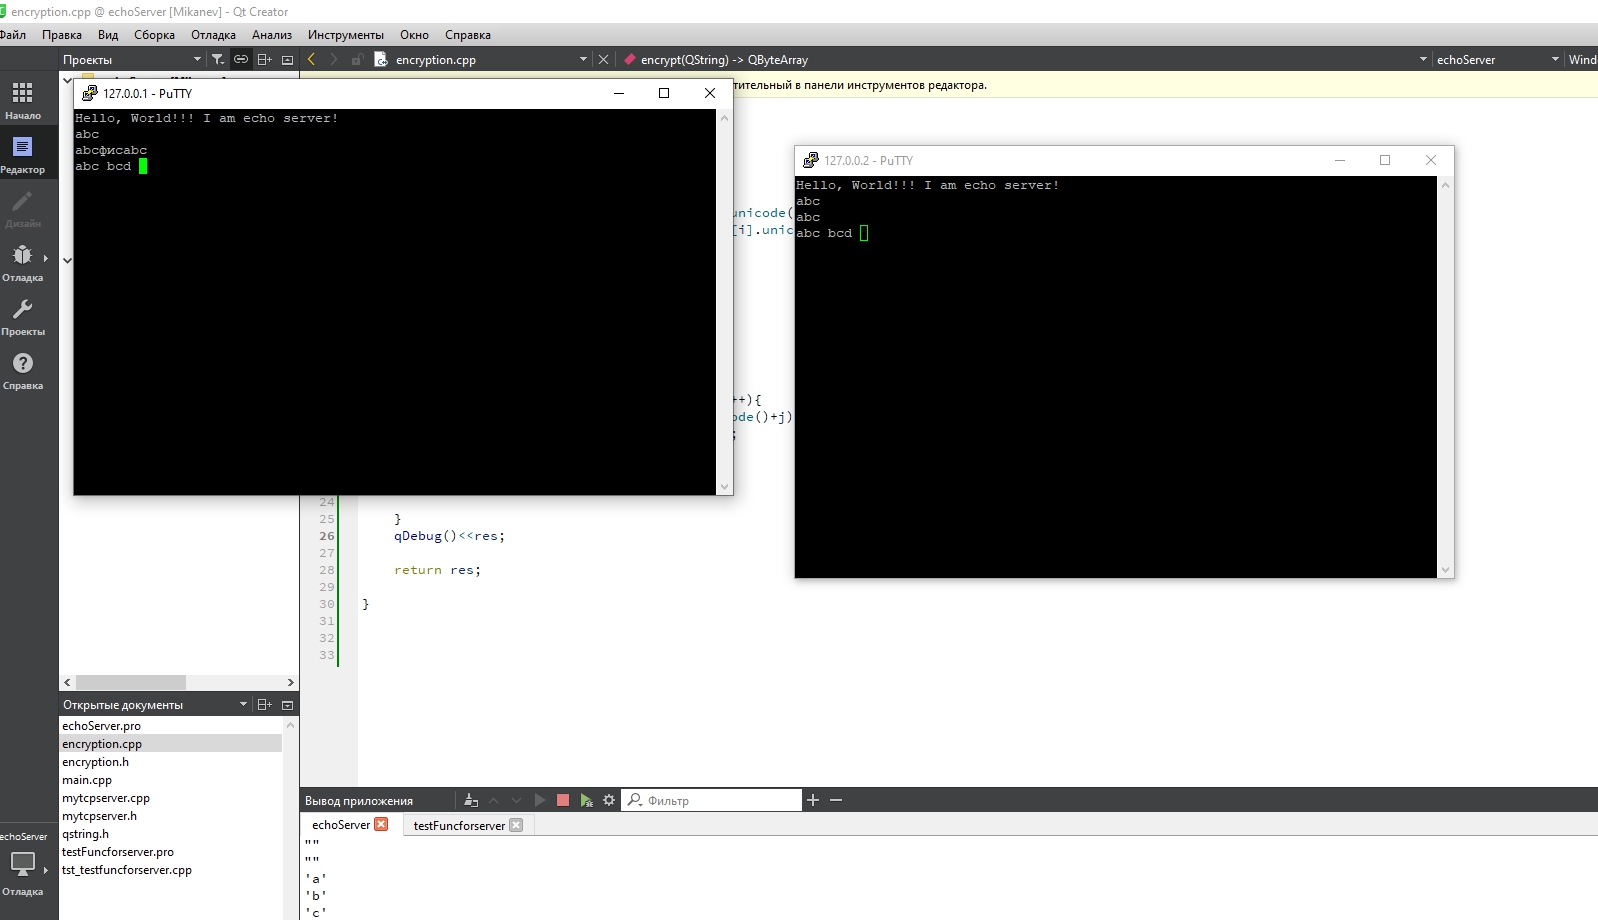 encryption.cpp @ echoServer [Mikanev] - Qt Creator
Файл Правка Вид Сборка Отладка Анализ Инструменты Окно Справка
Проекты
encryption.cpp
encrypt(QString) -> QByteArray
echoServer
Wind
тительный в панели инструментов редактора.
Начало
Редактор
Дизайн
Отладка
Проекты
Справка
127.0.0.1 - PuTTY
Hello, World!!! I am echo server!
abc
abcфисabc
abc bcd
127.0.0.2 - PuTTY
Hello, World!!! I am echo server!
abc
abc
abc bcd
unicode(
[i].unic
++){
ode()+j)
;
24
25 }
26 qDebug()<<res;
27
28 return res;
29
30 }
31
32
33
Открытые документы
echoServer.pro
encryption.cpp
encryption.h
main.cpp
mytcpserver.cpp
mytcpserver.h
qstring.h
testFuncforserver.pro
tst_testfuncforserver.cpp
echoServer
Отладка
Вывод приложения
Фильтр
echoServer
testFuncforserver
""
""
'a'
'b'
'c'